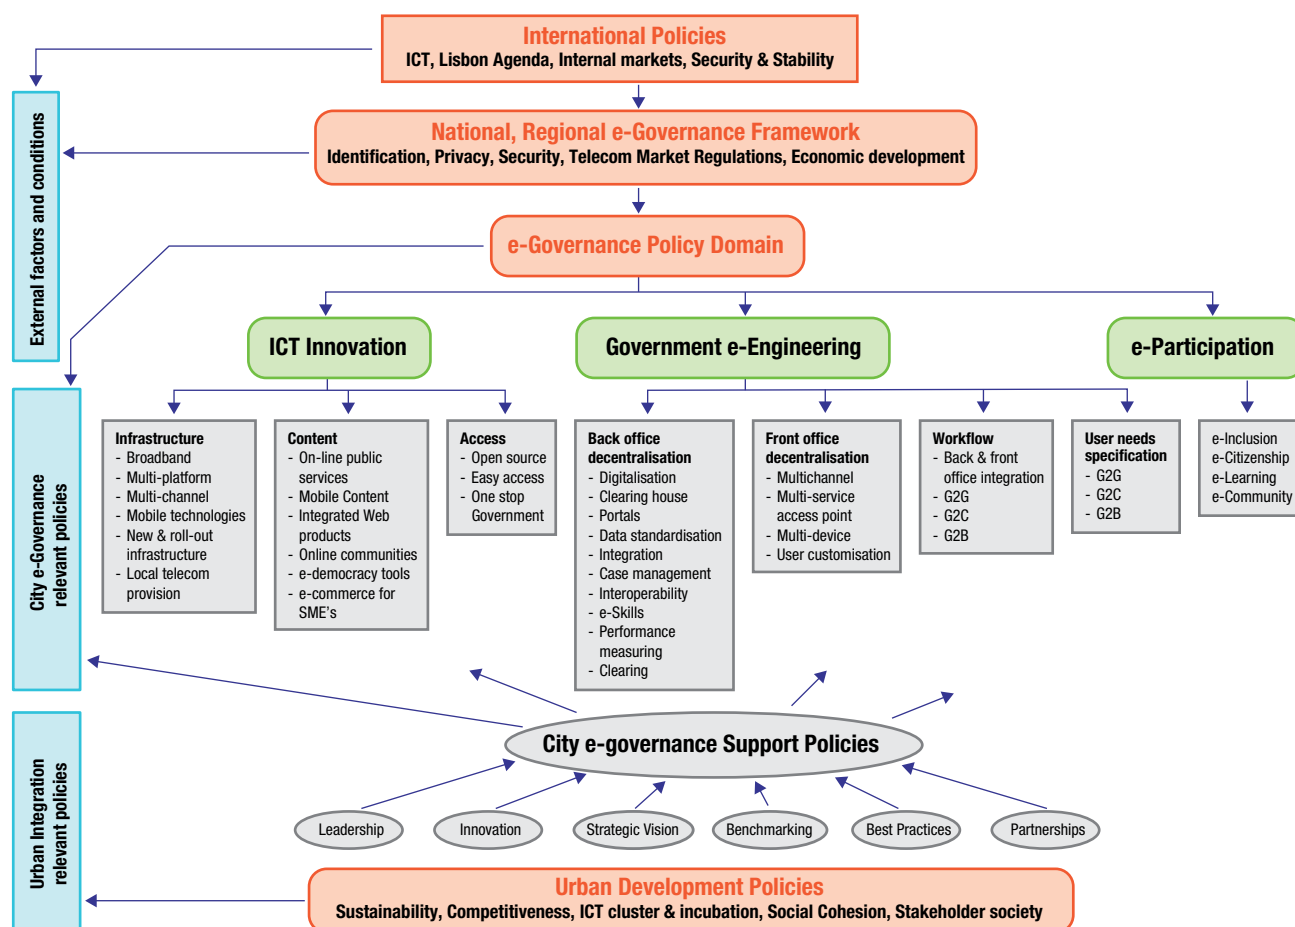 International Policies
ICT, Lisbon Agenda, Internal markets, Security & Stability
National, Regional e-Governance Framework
Identification, Privacy, Security, Telecom Market Regulations, Economic development
e-Governance Policy Domain
External factors and conditions
ICT Innovation
Government e-Engineering
e-Participation
City e-Governance
relevant policies
Infrastructure
- Broadband
- Multi-platform
- Multi-channel
- Mobile technologies
- New & roll-out
infrastructure
- Local telecom
provision
Content
- On-line public
services
- Mobile Content
- Integrated Web
products
- Online communities
- e-democracy tools
- e-commerce for
SME's
Access
- Open source
- Easy access
- One stop
Government
Back office
decentralisation
- Digitalisation
- Clearing house
- Portals
- Data standardisation
- Integration
- Case management
- Interoperability
- e-Skills
- Performance
measuring
- Clearing
Front office
decentralisation
- Multichannel
- Multi-service
access point
- Multi-device
- User customisation
Workflow
- Back & front
office integration
- G2G
- G2C
- G2B
User needs
specification
- G2G
- G2C
- G2B
e-Inclusion
e-Citizenship
e-Learning
e-Community
City e-governance Support Policies
Leadership
Innovation
Strategic Vision
Benchmarking
Best Practices
Partnerships
Urban Integration
relevant policies
Urban Development Policies
Sustainability, Competitiveness, ICT cluster & incubation, Social Cohesion, Stakeholder society